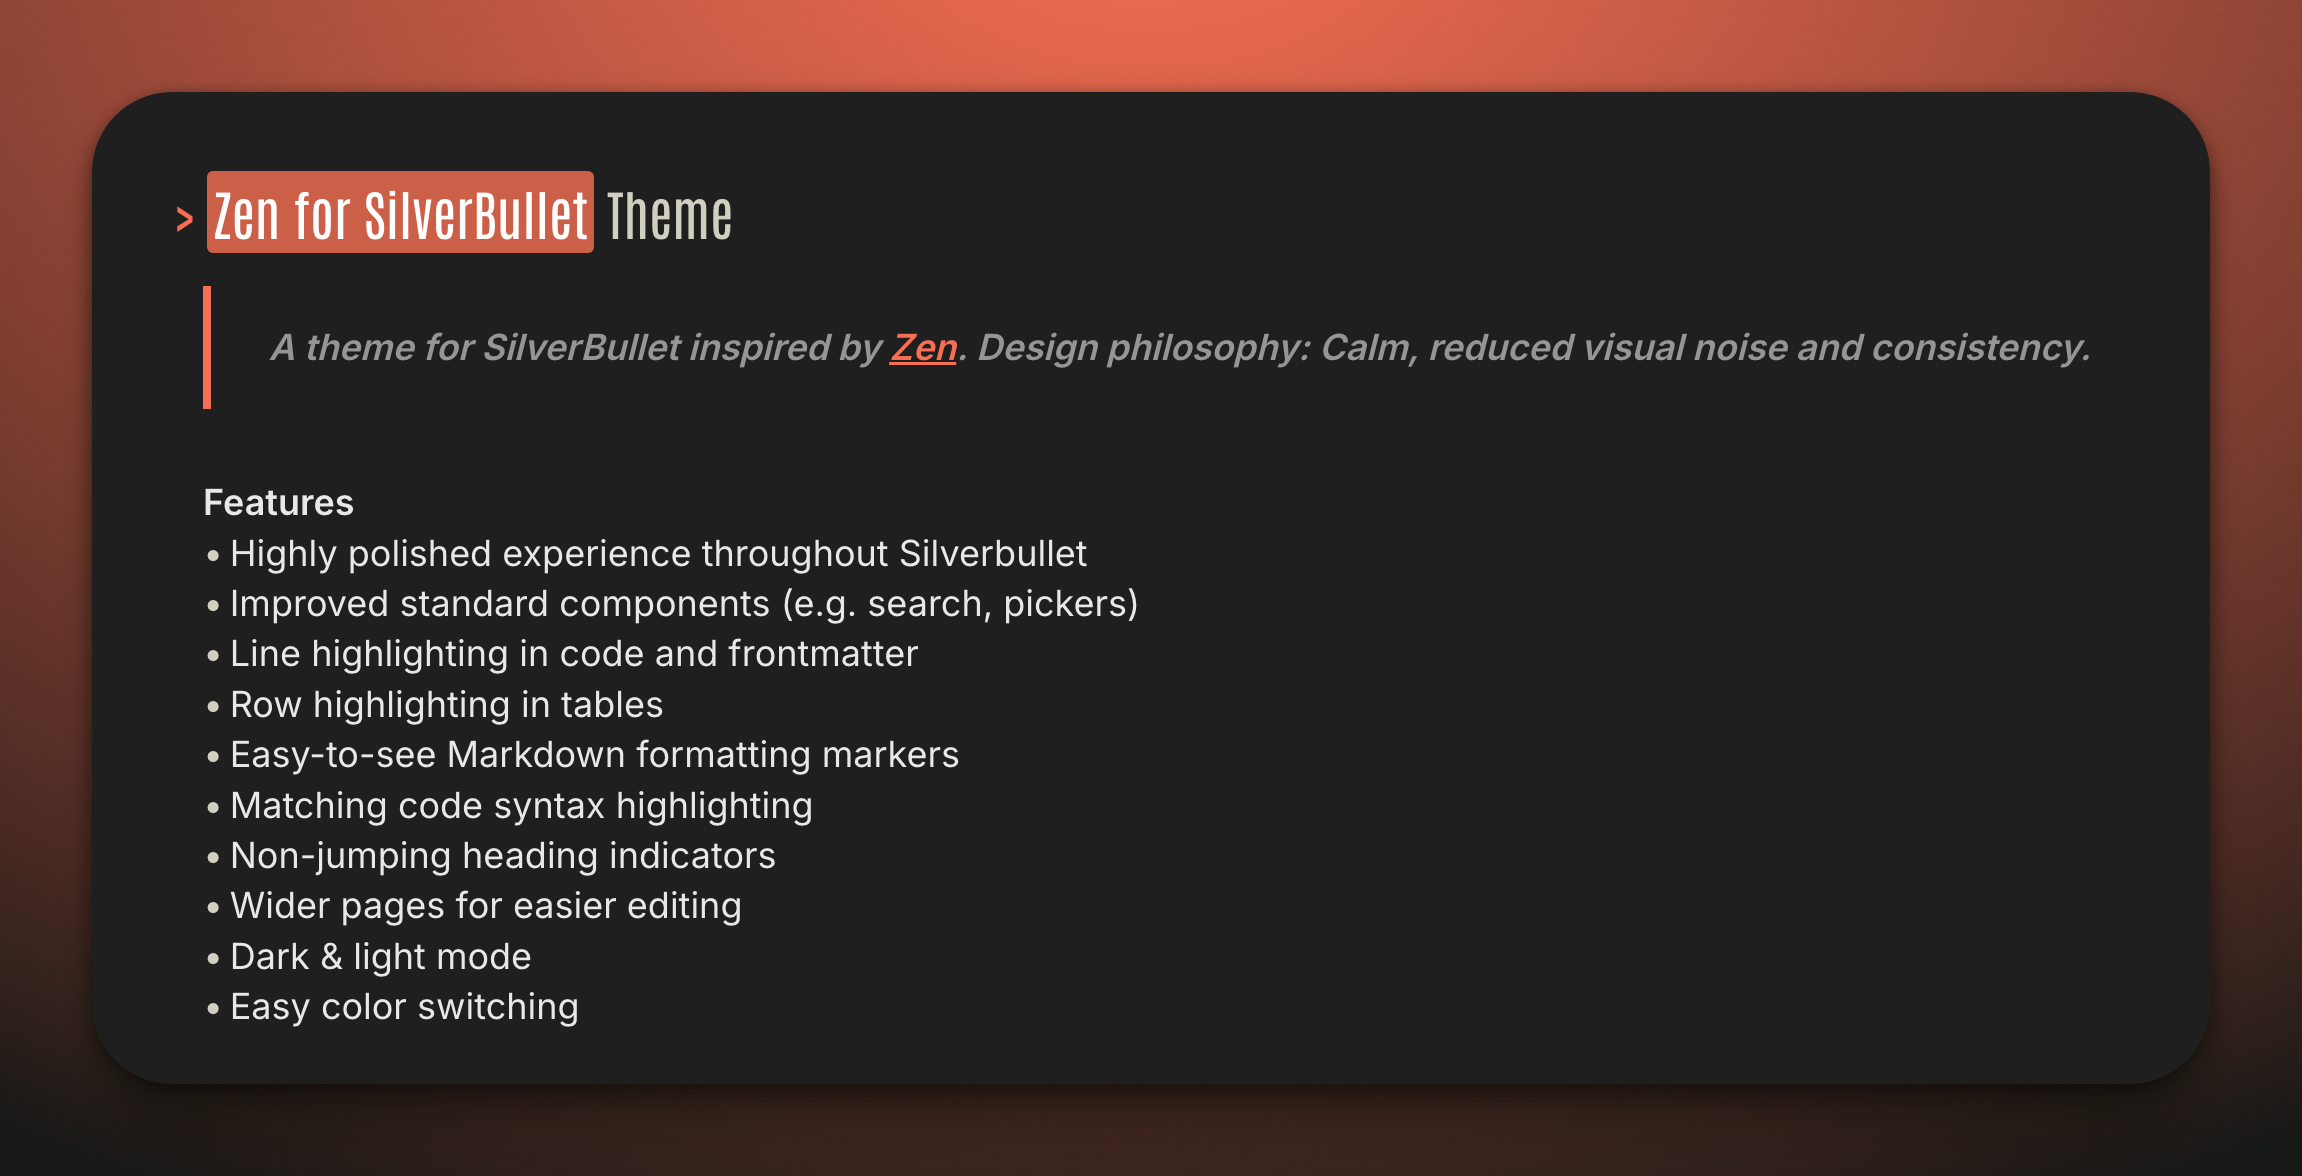 > Zen for SilverBullet Theme
A theme for SilverBullet inspired by Zen. Design philosophy: Calm, reduced visual noise and consistency.
Features
• Highly polished experience throughout Silverbullet
• Improved standard components (e.g. search, pickers)
• Line highlighting in code and frontmatter
• Row highlighting in tables
• Easy-to-see Markdown formatting markers
• Matching code syntax highlighting
• Non-jumping heading indicators
• Wider pages for easier editing
• Dark & light mode
• Easy color switching